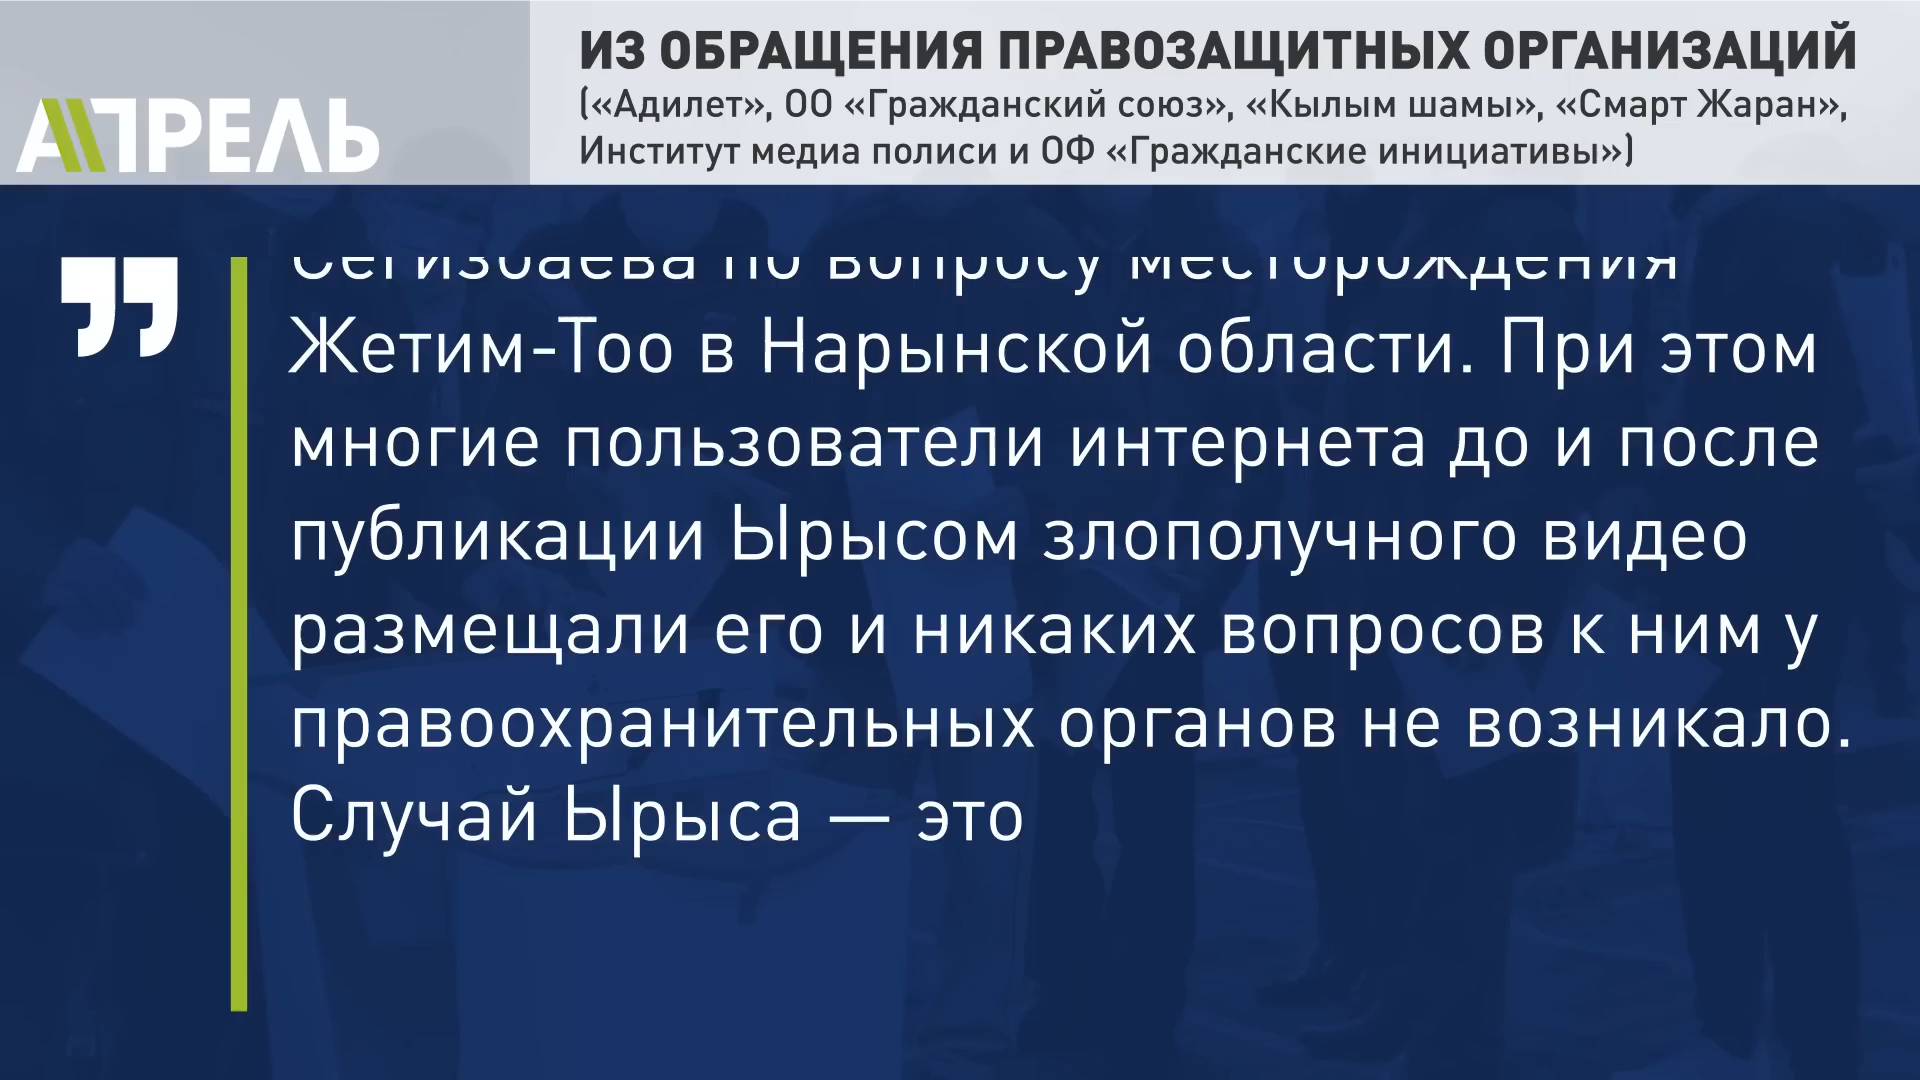 АПРЕЛЬ
ИЗ ОБРАЩЕНИЯ ПРАВОЗАЩИТНЫХ ОРГАНИЗАЦИЙ
(«Адилет», ОО «Гражданский союз», «Кылым шамы», «Смарт Жаран»,
Институт медиа полиси и ОФ «Гражданские инициативы»)
Сегизбаева по вопросу месторождения
Жетим-Тоо в Нарынской области. При этом
многие пользователи интернета до и после
публикации Ырысом злополучного видео
размещали его и никаких вопросов к ним у
правоохранительных органов не возникало.
Случай Ырыса — это